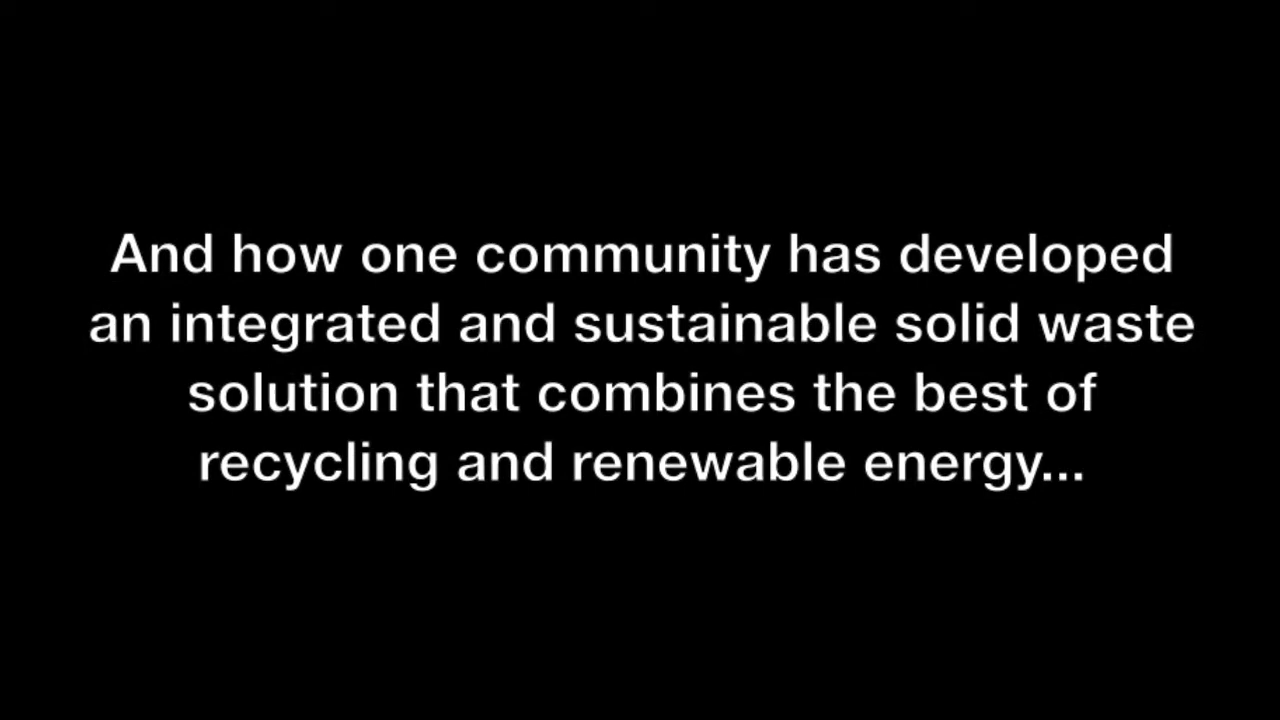 And how one community has developed
an integrated and sustainable solid waste
solution that combines the best of
recycling and renewable energy...